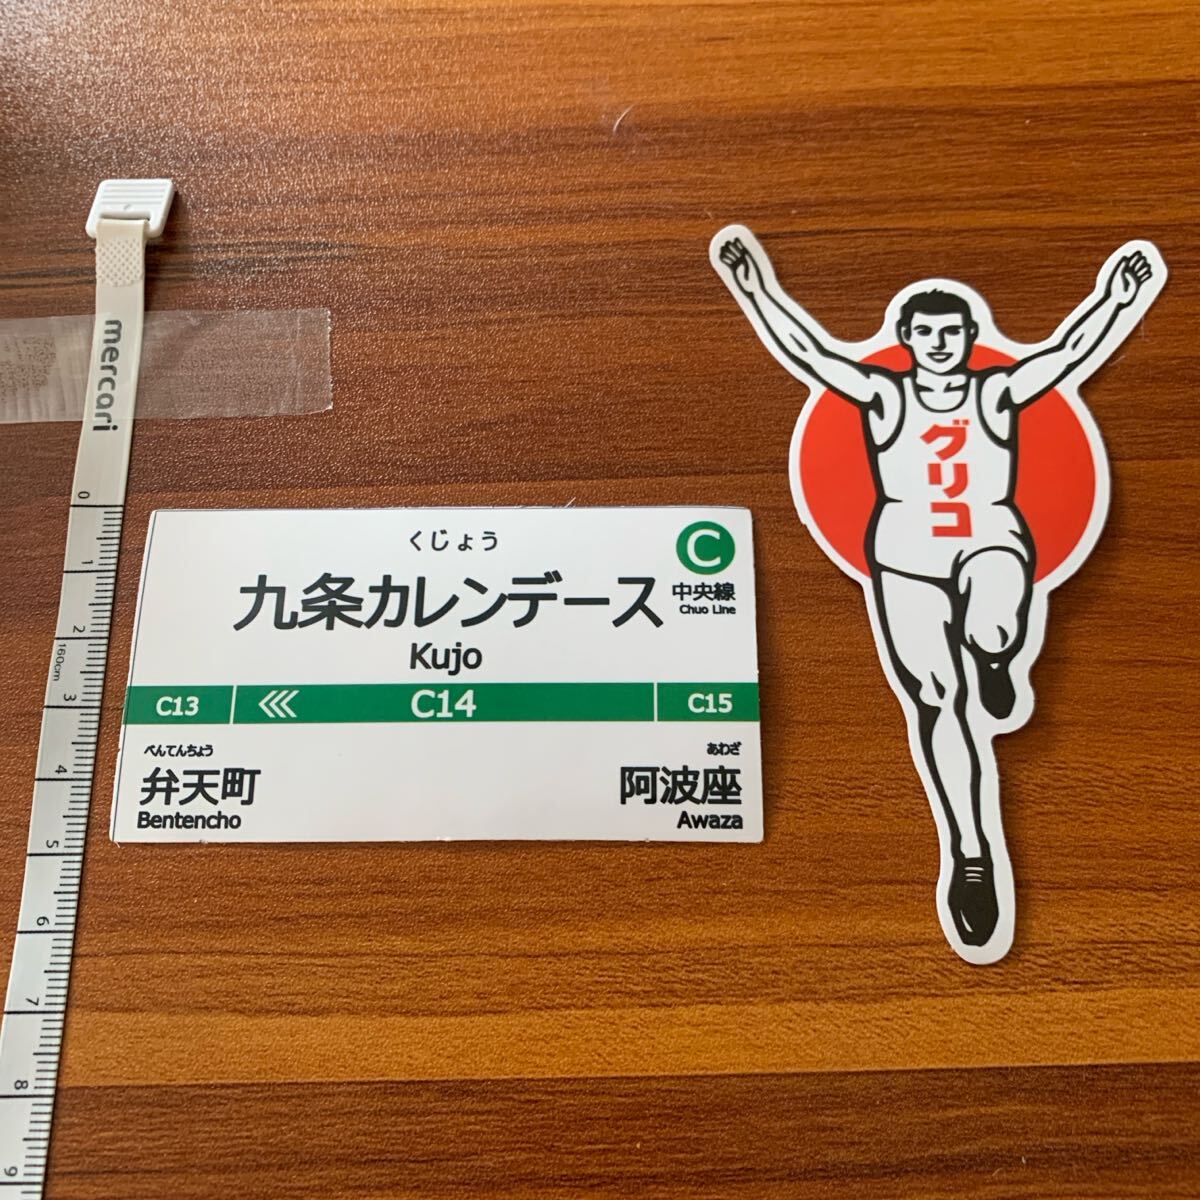 mercari
0
1
2
160cm
3
4
5
6
7
8
9
くじょう
九条カレンデース
Kujo
C
中央線
Chuo Line
C13
C14
C15
べんてんちょう
弁天町
Bentencho
あわざ
阿波座
Awaza
グリコ